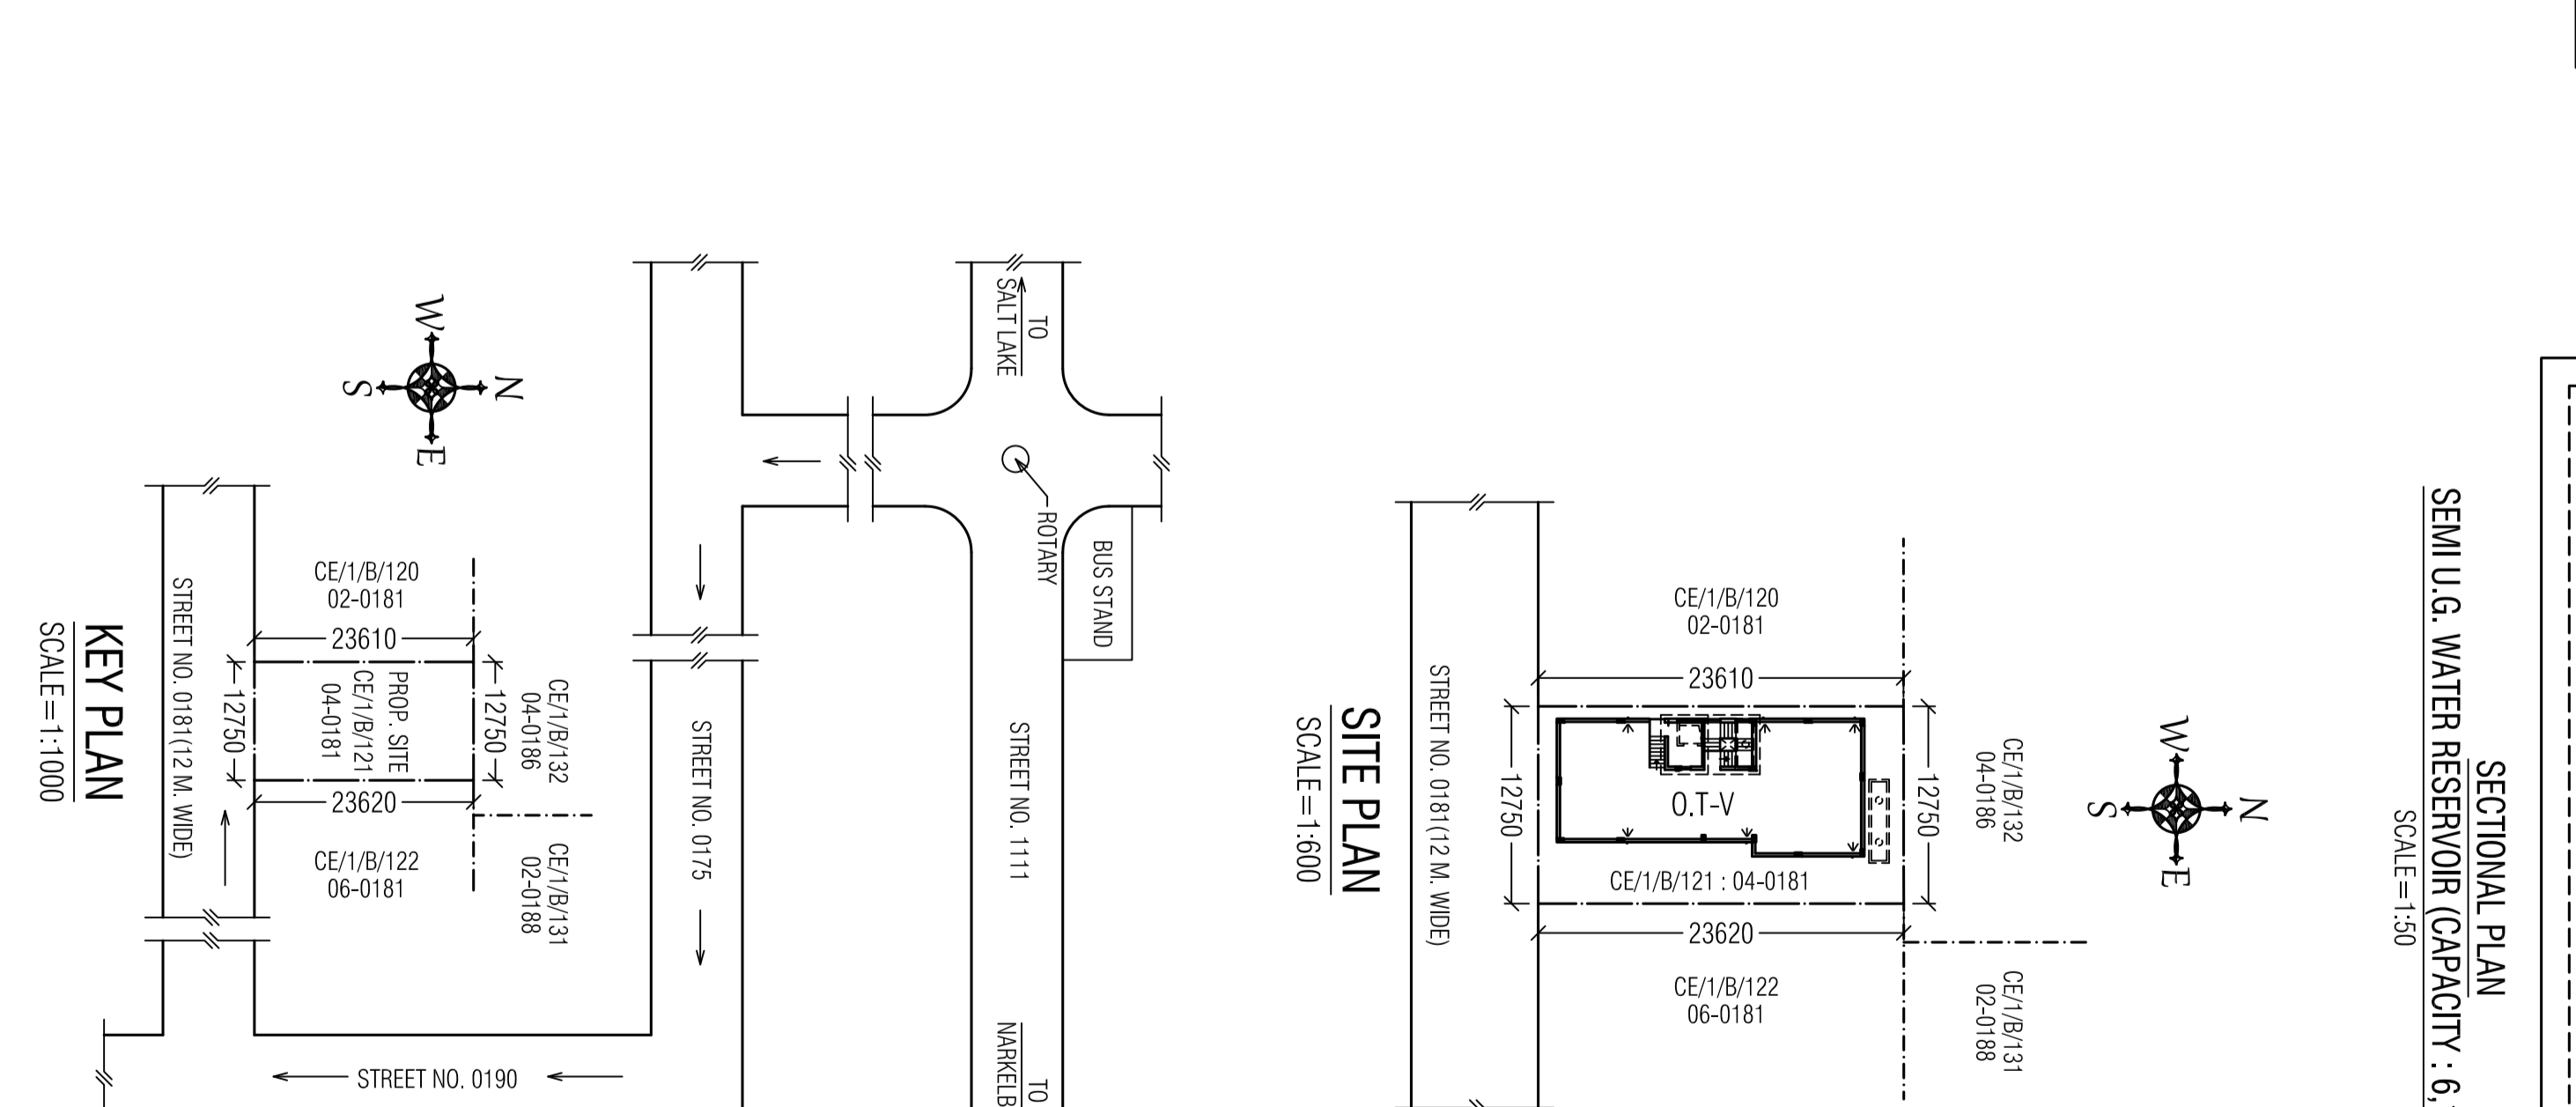 W
N
S
E
CE/1/B/120
02-0181
23610
12750
PROP. SITE
CE/1/B/121
04-0181
12750
CE/1/B/132
04-0186
23620
CE/1/B/122
06-0181
CE/1/B/131
02-0188
STREET NO. 0181(12 M. WIDE)
STREET NO. 0190
STREET NO. 0175
STREET NO. 1111
TO
SALT LAKE
ROTARY
BUS STAND
TO
KEY PLAN
SCALE=1:1000
CE/1/B/120
02-0181
23610
12750
O.T-V
CE/1/B/121 : 04-0181
12750
23620
CE/1/B/122
06-0181
CE/1/B/132
04-0186
CE/1/B/131
02-0188
STREET NO. 0181(12 M. WIDE)
W
N
S
E
SITE PLAN
SCALE=1:600
SECTIONAL PLAN
SEMI U.G. WATER RESERVOIR (CAPACITY : 6,
SCALE=1:50